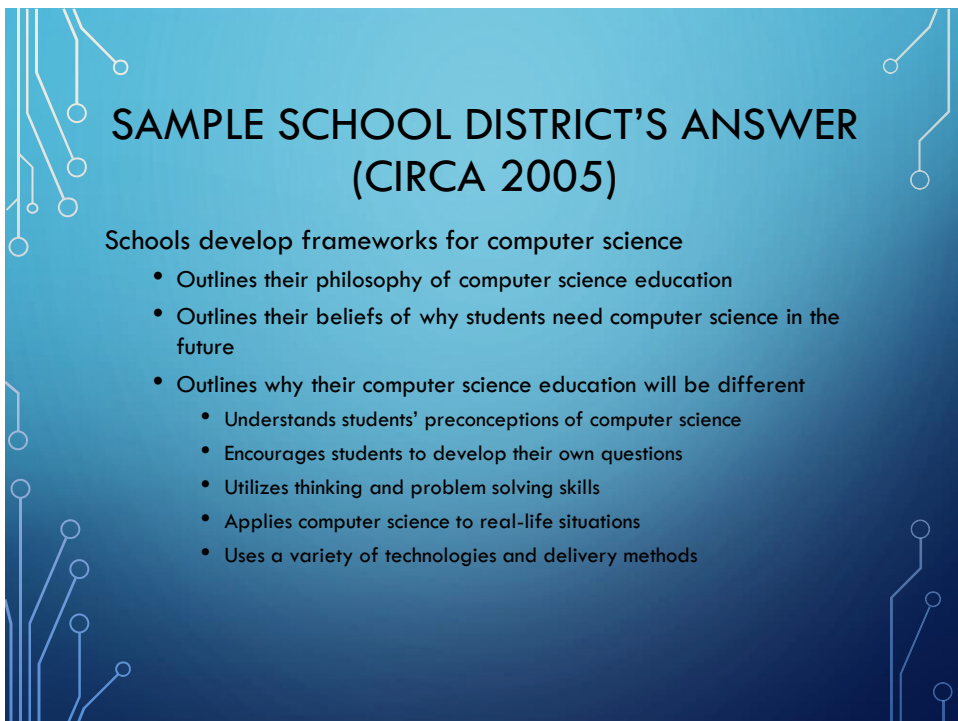 SAMPLE SCHOOL DISTRICT’S ANSWER
(CIRCA 2005)
Schools develop frameworks for computer science
• Outlines their philosophy of computer science education
• Outlines their beliefs of why students need computer science in the
future
• Outlines why their computer science education will be different
• Understands students’ preconceptions of computer science
• Encourages students to develop their own questions
• Utilizes thinking and problem solving skills
• Applies computer science to real-life situations
• Uses a variety of technologies and delivery methods